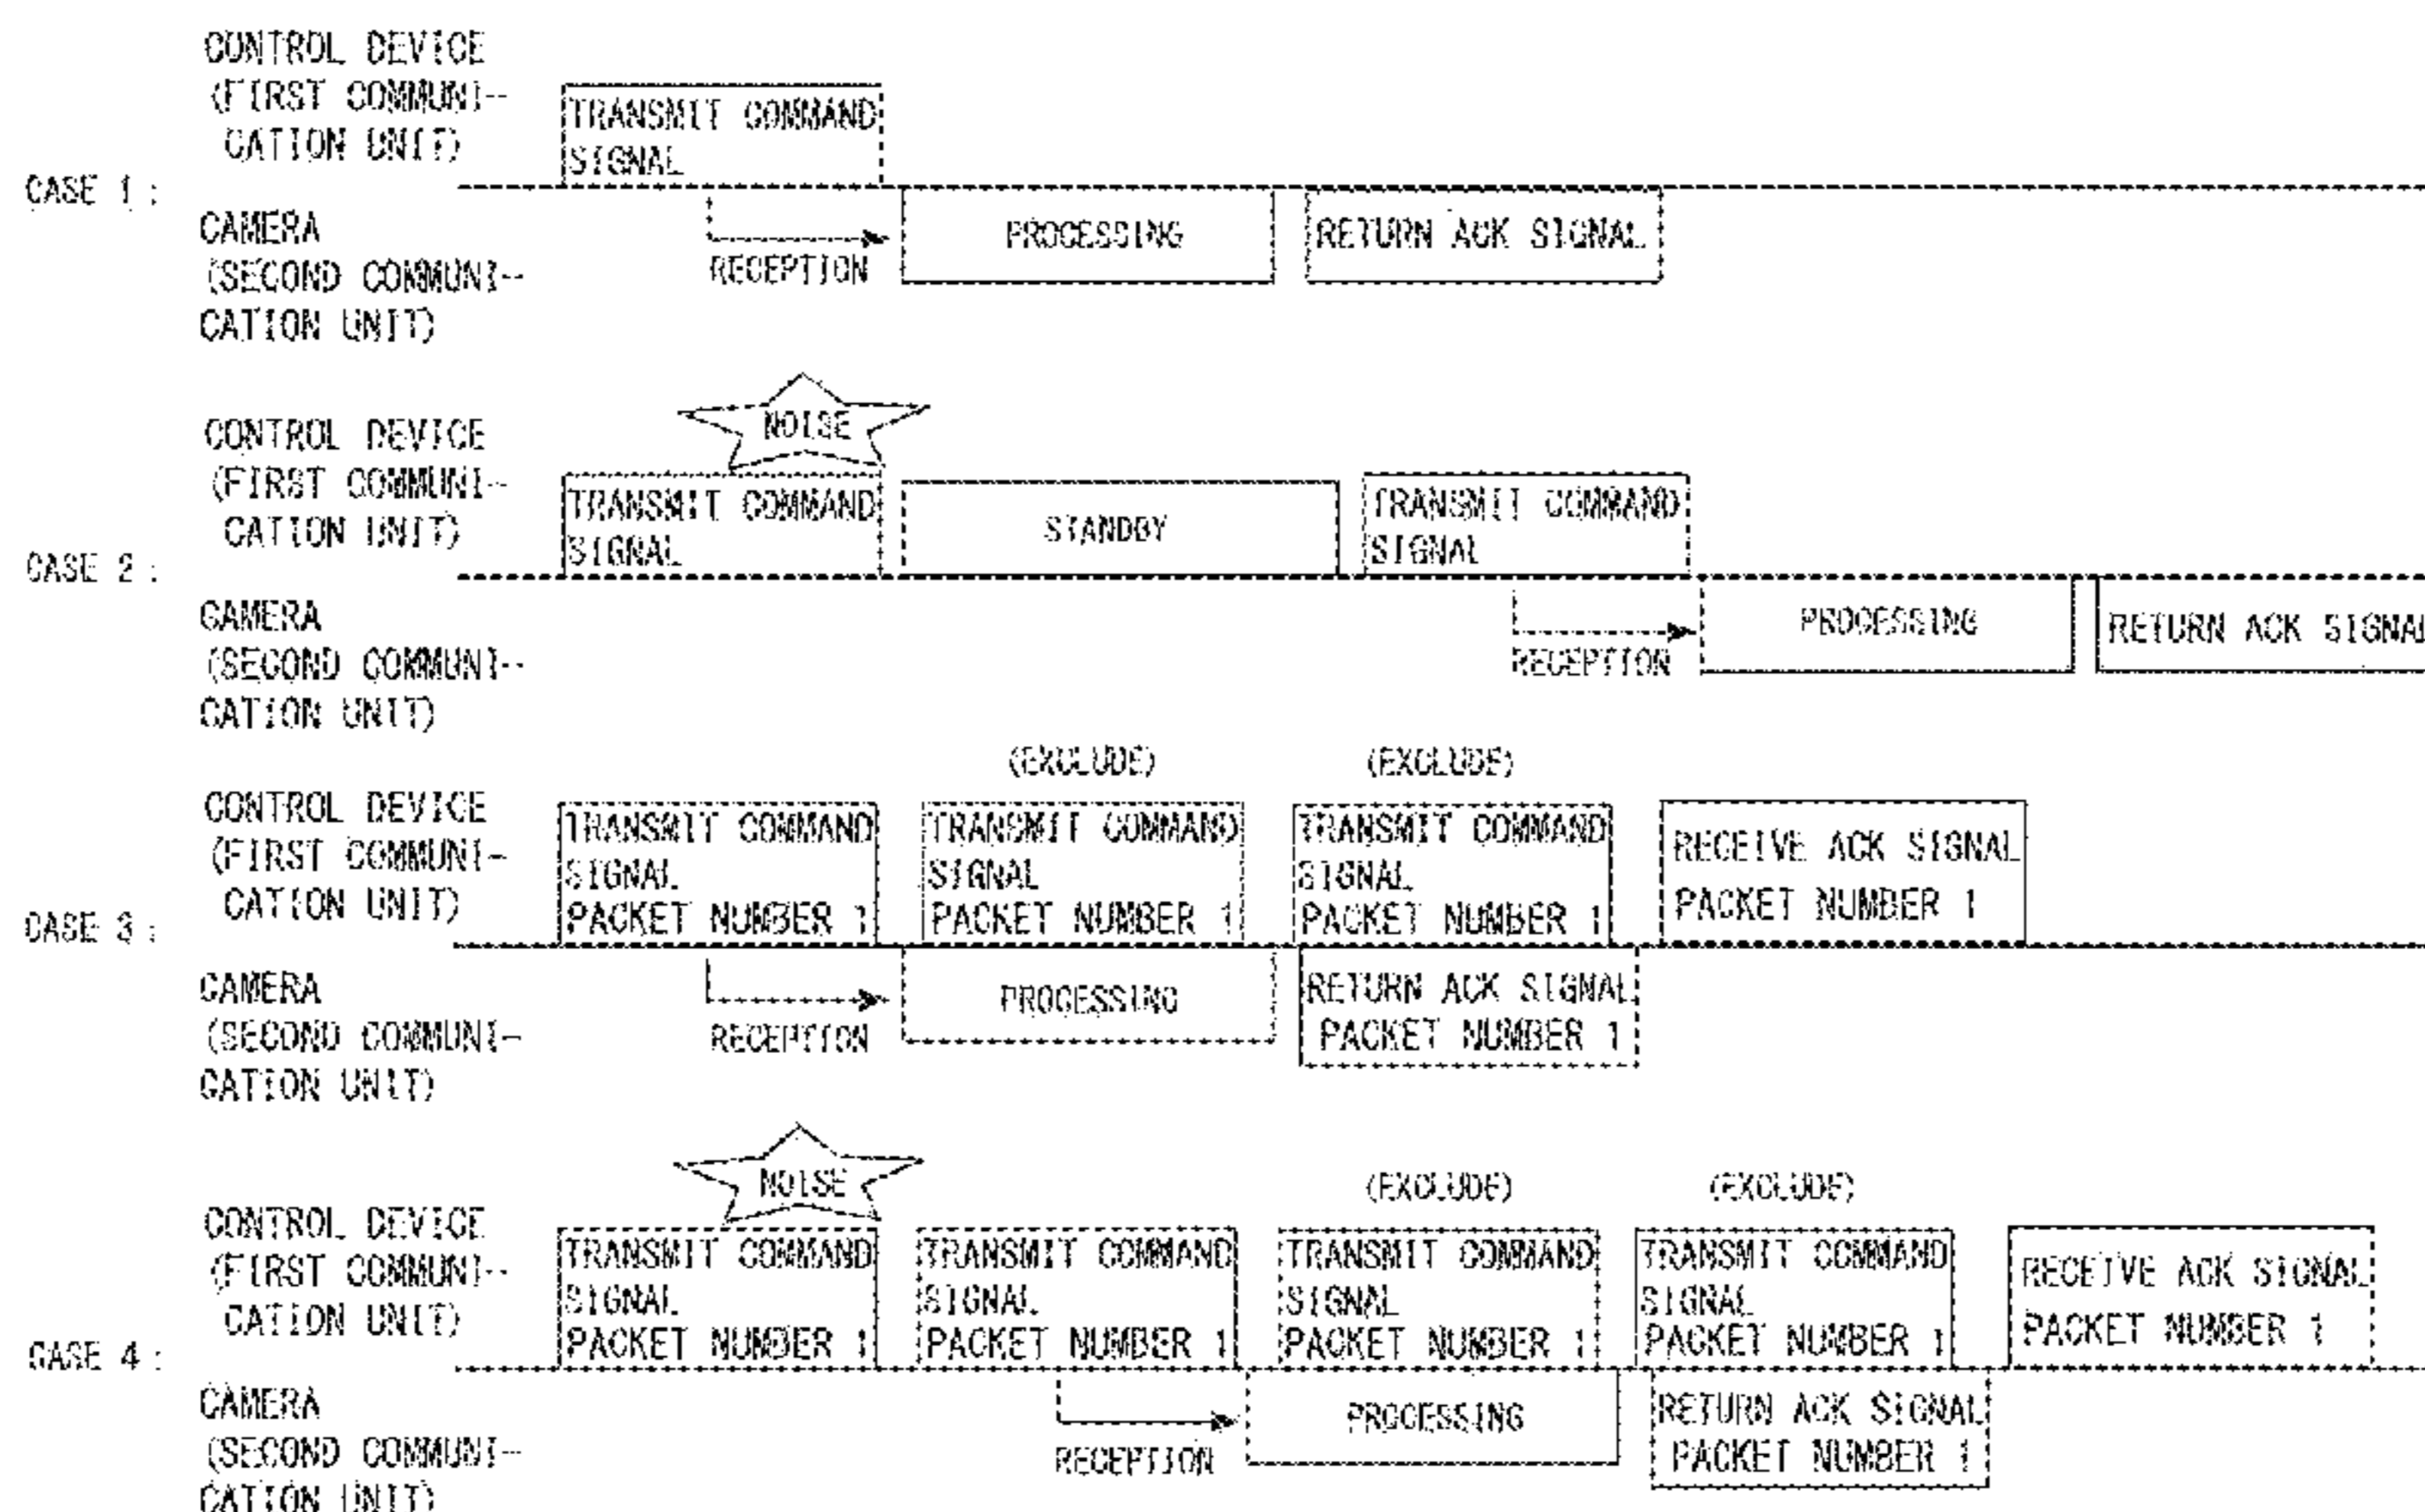 CONTROL DEVICE
(FIRST COMMUNI-
CATION UNIT)
TRANSMIT COMMAND
SIGNAL
CASE 1 :
CAMERA
(SECOND COMMUNI-
CATION UNIT)
RECEPTION
PROCESSING
RETURN ACK SIGNAL
NOISE
CONTROL DEVICE
(FIRST COMMUNI-
CATION UNIT)
TRANSMIT COMMAND
SIGNAL
STANDBY
TRANSMIT COMMAND
SIGNAL
CASE 2 :
CAMERA
(SECOND COMMUNI-
CATION UNIT)
RECEPTION
PROCESSING
RETURN ACK SIGNAL
(EXCLUDE)
(EXCLUDE)
CONTROL DEVICE
(FIRST COMMUNI-
CATION UNIT)
TRANSMIT COMMAND
SIGNAL
PACKET NUMBER 1
TRANSMIT COMMAND
SIGNAL
PACKET NUMBER 1
TRANSMIT COMMAND
SIGNAL
PACKET NUMBER 1
RECEIVE ACK SIGNAL
PACKET NUMBER 1
CASE 3 :
CAMERA
(SECOND COMMUNI-
CATION UNIT)
RECEPTION
PROCESSING
RETURN ACK SIGNAL
PACKET NUMBER 1
NOISE
(EXCLUDE)
(EXCLUDE)
CONTROL DEVICE
(FIRST COMMUNI-
CATION UNIT)
TRANSMIT COMMAND
SIGNAL
PACKET NUMBER 1
TRANSMIT COMMAND
SIGNAL
PACKET NUMBER 1
TRANSMIT COMMAND
SIGNAL
PACKET NUMBER 1
TRANSMIT COMMAND
SIGNAL
PACKET NUMBER 1
RECEIVE ACK SIGNAL
PACKET NUMBER 1
CASE 4 :
CAMERA
(SECOND COMMUNI-
CATION UNIT)
RECEPTION
PROCESSING
RETURN ACK SIGNAL
PACKET NUMBER 1